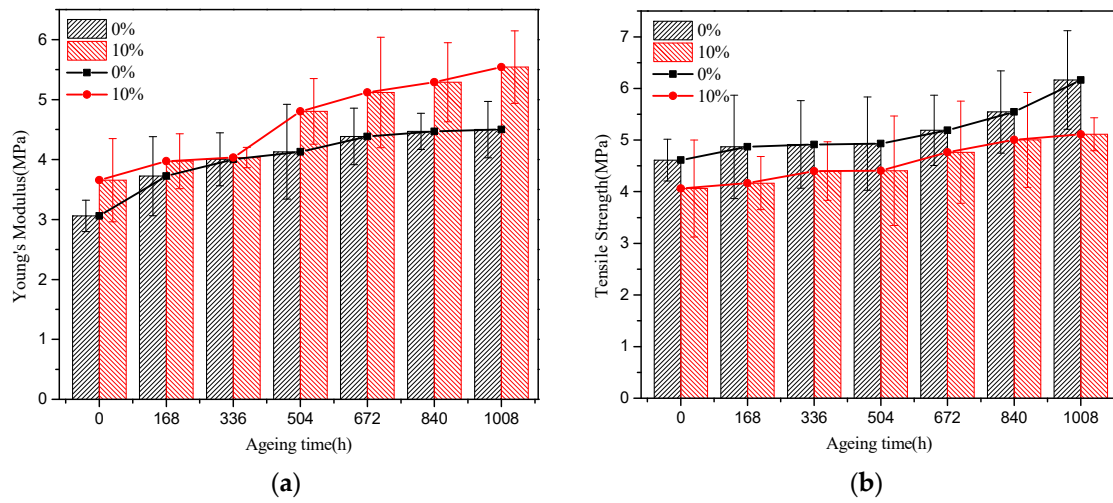 0%
10%
0%
10%
6
5
4
3
2
1
0
Young's Modulus(MPa)
0 168 336 504 672 840 1008
Ageing time(h)
(a)
0%
10%
0%
10%
7
6
5
4
3
2
1
0
Tensile Strength(MPa)
0 168 336 504 672 840 1008
Ageing time(h)
(b)